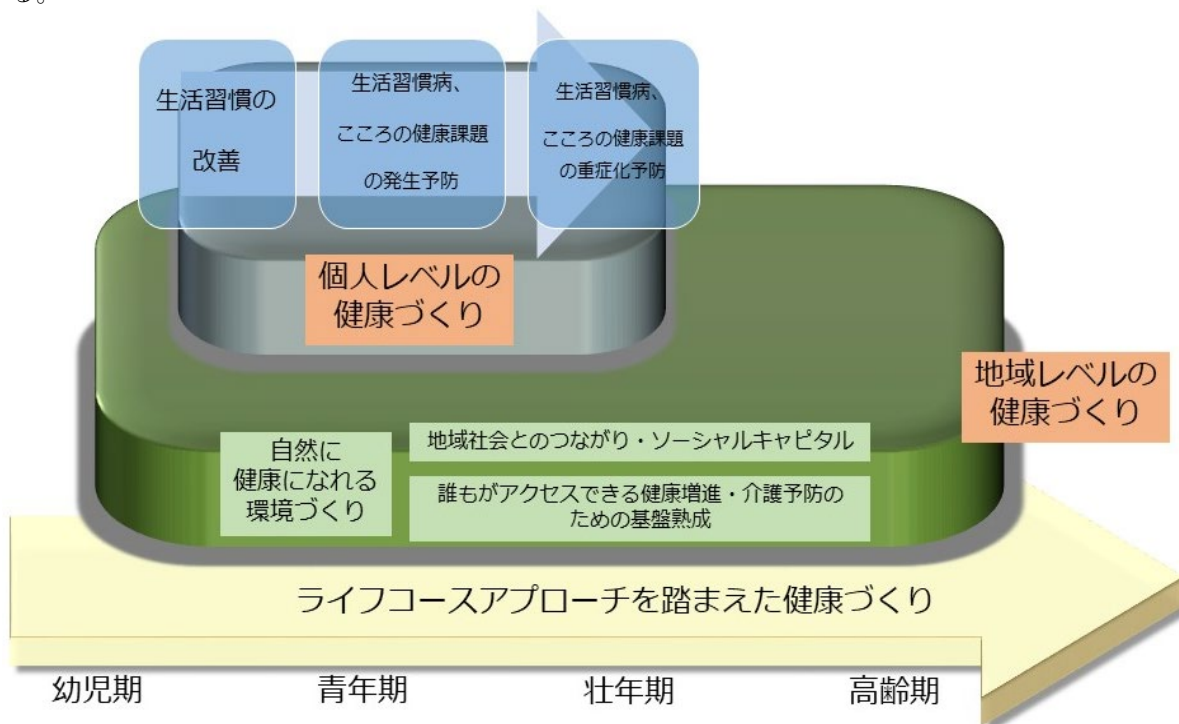 る。
生活習慣の
改善
生活習慣病、
こころの健康課題
の発生予防
生活習慣病、
こころの健康課題
の重症化予防
個人レベルの
健康づくり
地域レベルの
健康づくり
自然に
健康になれる
環境づくり
地域社会とのつながり・ソーシャルキャピタル
誰もがアクセスできる健康増進・介護予防の
ための基盤熟成
ライフコースアプローチを踏まえた健康づくり
幼児期 青年期 壮年期 高齢期